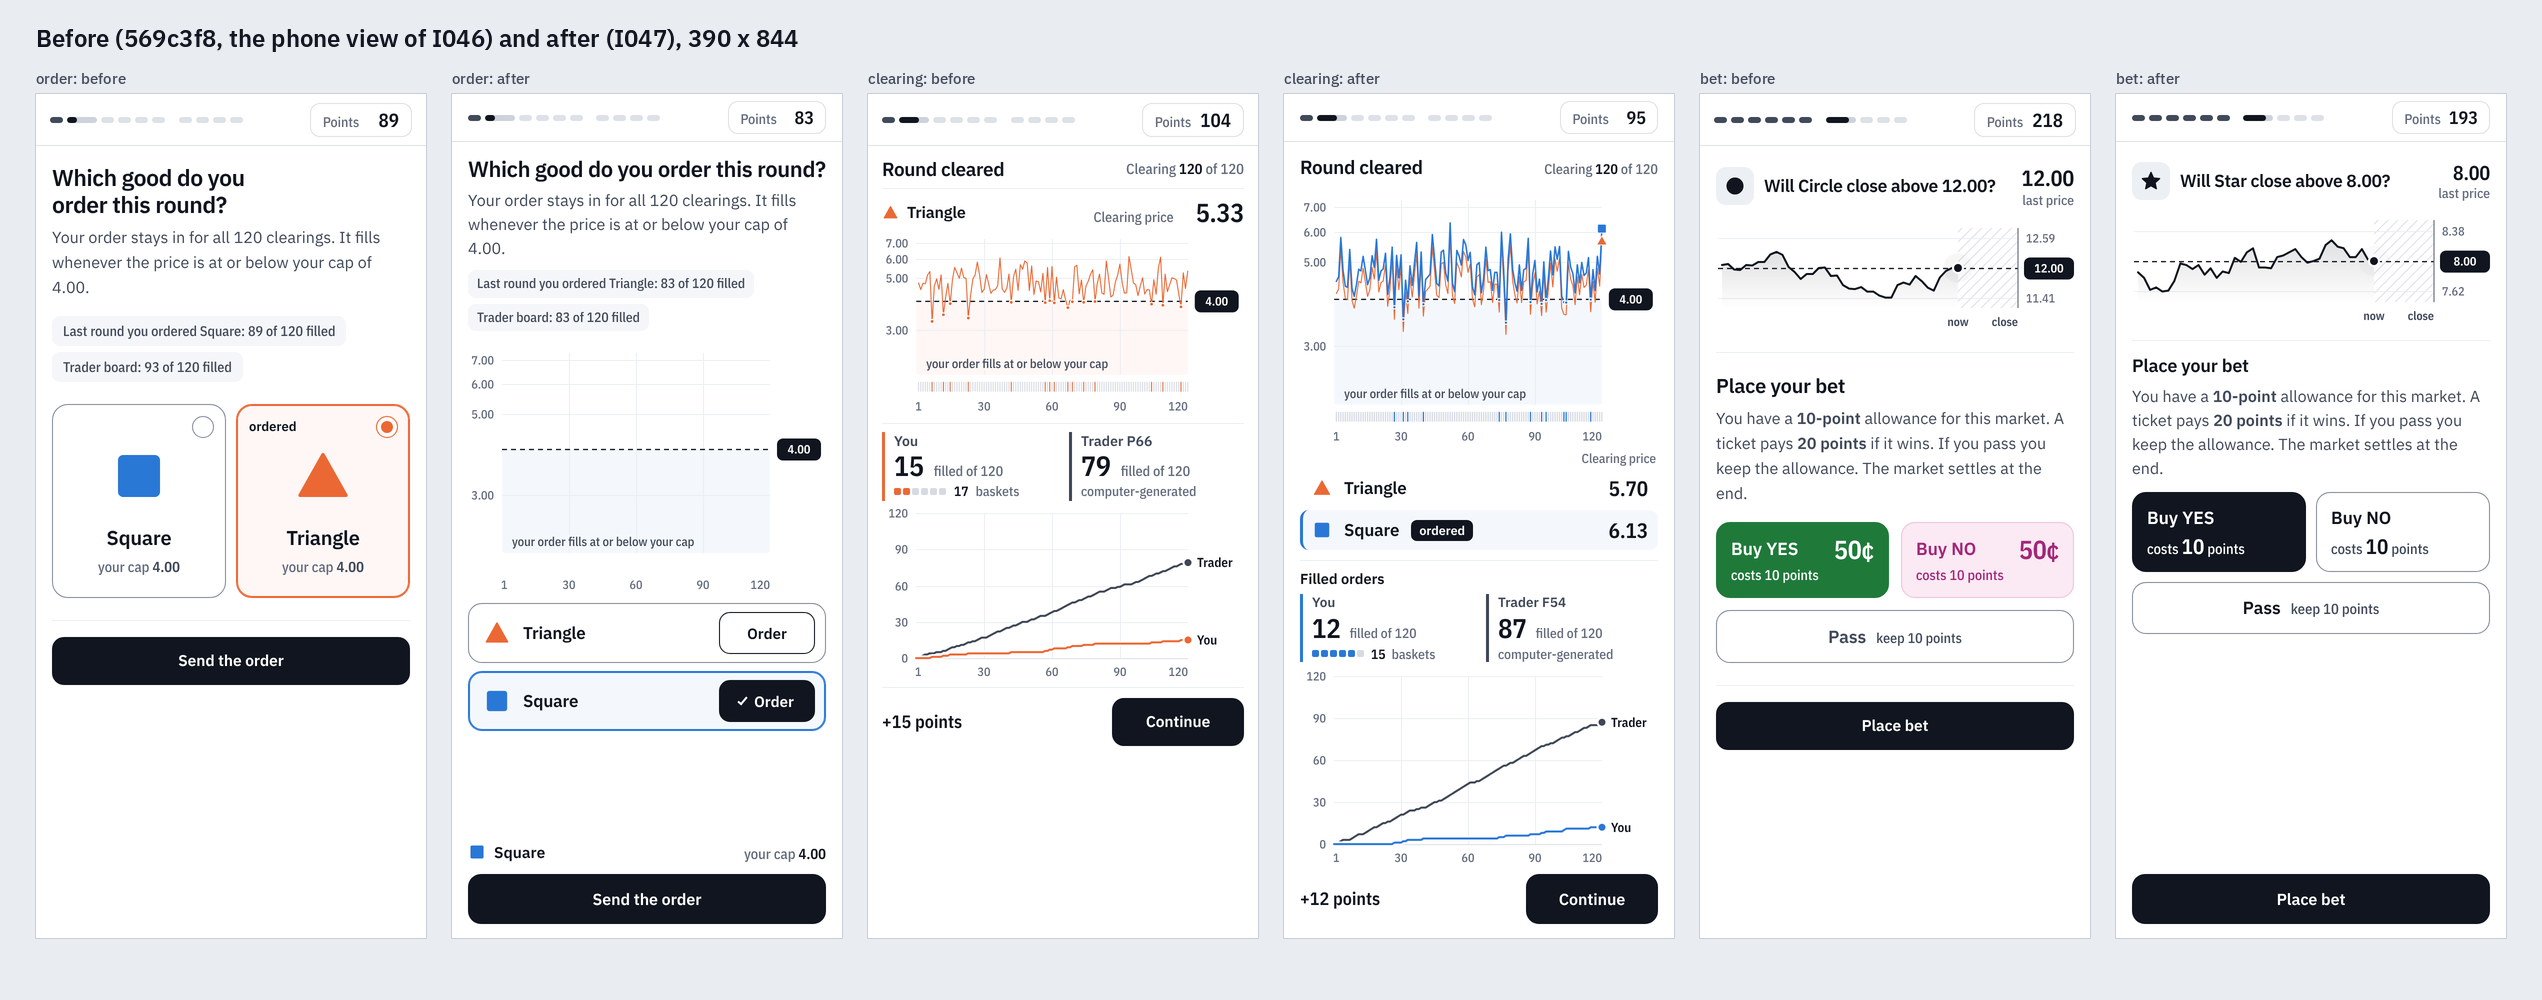 Before (569c3f8, the phone view of I046) and after (I047), 390 x 844
order: before
Points 89
Which good do you
order this round?
Your order stays in for all 120 clearings. It fills
whenever the price is at or below your cap of
4.00.
Last round you ordered Square: 89 of 120 filled
Trader board: 93 of 120 filled
ordered
Square
your cap 4.00
Triangle
your cap 4.00
Send the order
order: after
Points 83
Which good do you order this round?
Your order stays in for all 120 clearings. It fills
whenever the price is at or below your cap of
4.00.
Last round you ordered Triangle: 83 of 120 filled
Trader board: 83 of 120 filled
7.00
6.00
5.00
4.00
3.00
your order fills at or below your cap
1 30 60 90 120
Triangle Order
Square ✓ Order
Square your cap 4.00
Send the order
clearing: before
Points 104
Round cleared Clearing 120 of 120
Triangle Clearing price 5.33
7.00
6.00
5.00
4.00
3.00
your order fills at or below your cap
1 30 60 90 120
You
15 filled of 120
17 baskets
Trader P66
79 filled of 120
computer-generated
120
90
Trader
60
30
You
0
1 30 60 90 120
+15 points Continue
clearing: after
Points 95
Round cleared Clearing 120 of 120
7.00
6.00
5.00
4.00
3.00
your order fills at or below your cap
1 30 60 90 120
Clearing price
Triangle 5.70
Square ordered 6.13
Filled orders
You
12 filled of 120
15 baskets
Trader F54
87 filled of 120
computer-generated
120
90
Trader
60
30
You
0
1 30 60 90 120
+12 points Continue
bet: before
Points 218
Will Circle close above 12.00? 12.00
last price
12.59
12.00
11.41
now close
Place your bet
You have a 10-point allowance for this market. A
ticket pays 20 points if it wins. If you pass you
keep the allowance. The market settles at the
end.
Buy YES 50¢
costs 10 points
Buy NO 50¢
costs 10 points
Pass keep 10 points
Place bet
bet: after
Points 193
Will Star close above 8.00? 8.00
last price
8.38
8.00
7.62
now close
Place your bet
You have a 10-point allowance for this market. A
ticket pays 20 points if it wins. If you pass you
keep the allowance. The market settles at the
end.
Buy YES
costs 10 points
Buy NO
costs 10 points
Pass keep 10 points
Place bet